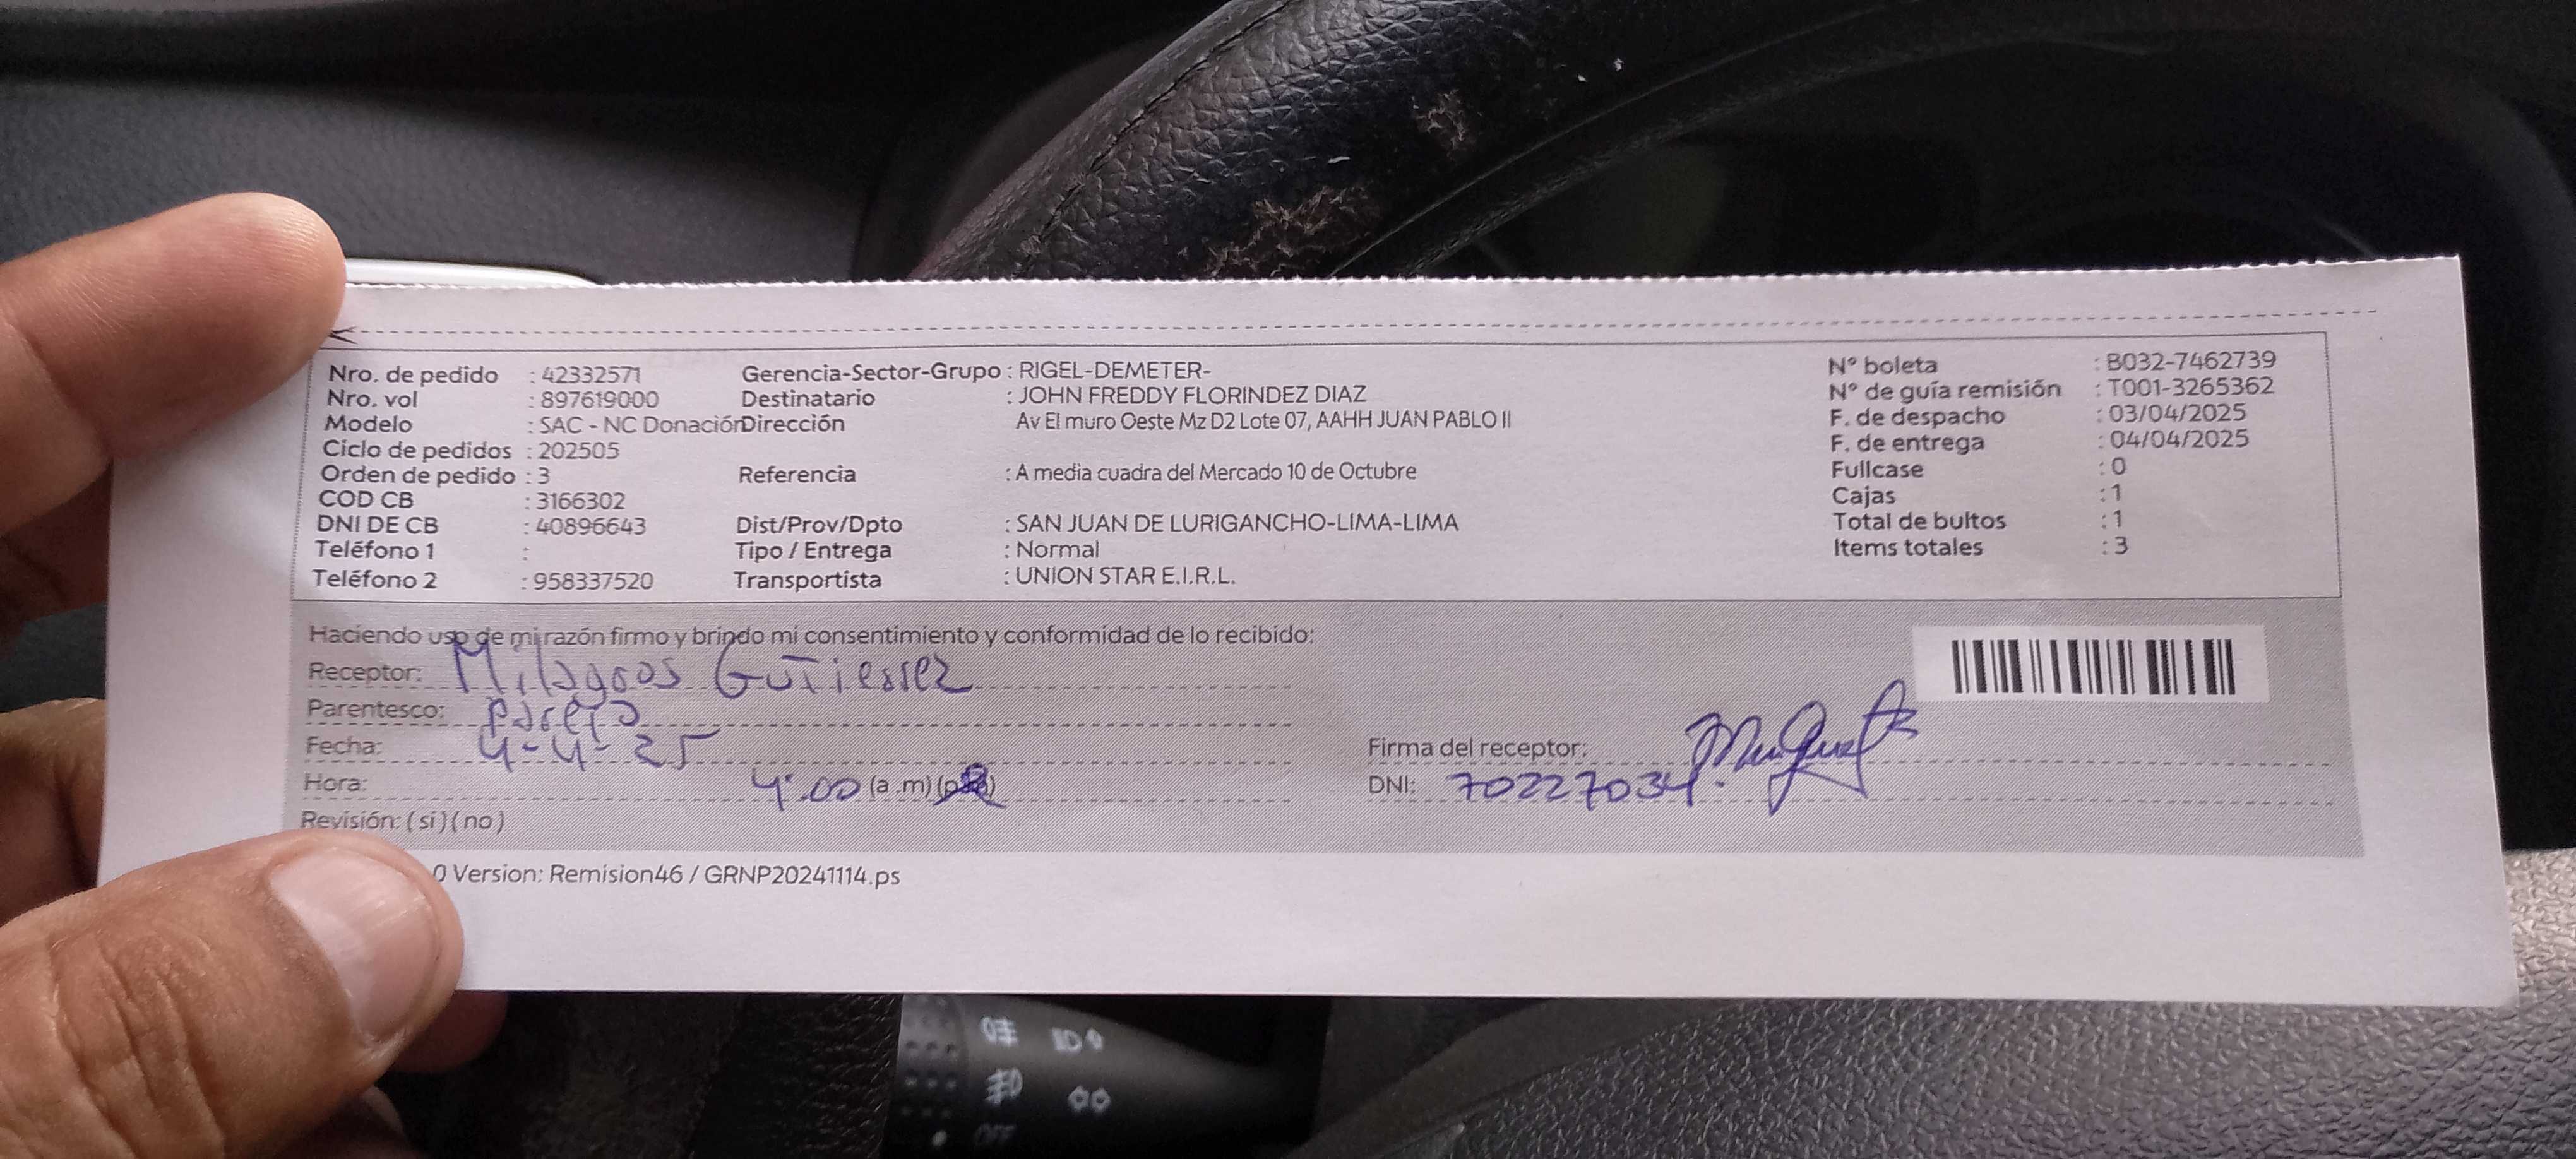 Nro. de pedido : 42332571 Gerencia-Sector-Grupo : RIGEL-DEMETER- N° boleta : B032-7462739
Nro. vol : 897619000 Destinatario : JOHN FREDDY FLORINDEZ DIAZ N° de guía remisión : T001-3265362
Modelo : SAC - NC Donación Dirección Av El muro Oeste Mz D2 Lote 07, AAHH JUAN PABLO II F. de despacho : 03/04/2025
Ciclo de pedidos : 202505 F. de entrega : 04/04/2025
Orden de pedido : 3 Referencia : A media cuadra del Mercado 10 de Octubre Fullcase : 0
COD CB : 3166302 Cajas : 1
DNI DE CB : 40896643 Dist/Prov/Dpto : SAN JUAN DE LURIGANCHO-LIMA-LIMA Total de bultos : 1
Teléfono 1 : Tipo / Entrega : Normal Items totales : 3
Teléfono 2 : 958337520 Transportista : UNION STAR E.I.R.L.
Haciendo uso de mi razón firmo y brindo mi consentimiento y conformidad de lo recibido:
Receptor: Milagros Gutierrez
Parentesco: Pareja
Fecha: 4-4-25 Firma del receptor:
Hora: 4:00 (a.m) DNI: 70227034.
Revisión: (si) (no)
0 Version: Remision46 / GRNP20241114.ps
OFF